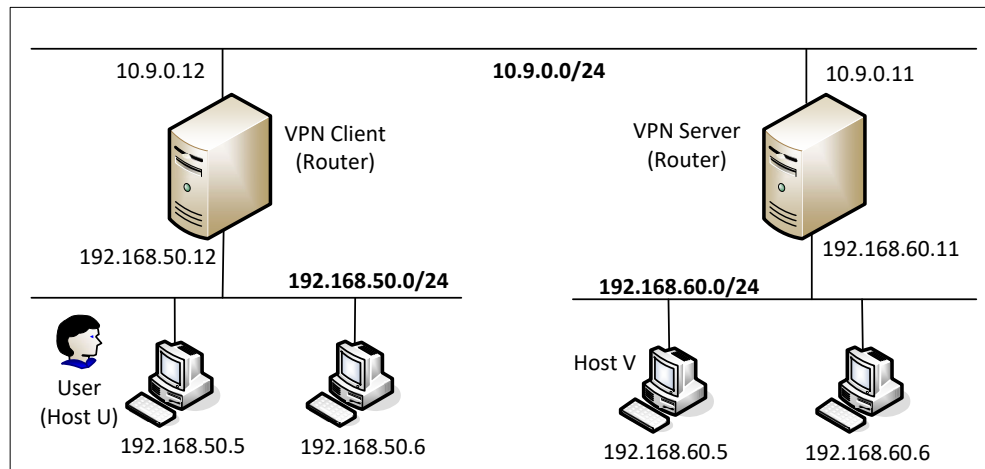 10.9.0.12
10.9.0.0/24
10.9.0.11
VPN Client
(Router)
VPN Server
(Router)
192.168.50.12
192.168.60.11
192.168.50.0/24
192.168.60.0/24
User
(Host U)
Host V
192.168.50.5
192.168.50.6
192.168.60.5
192.168.60.6